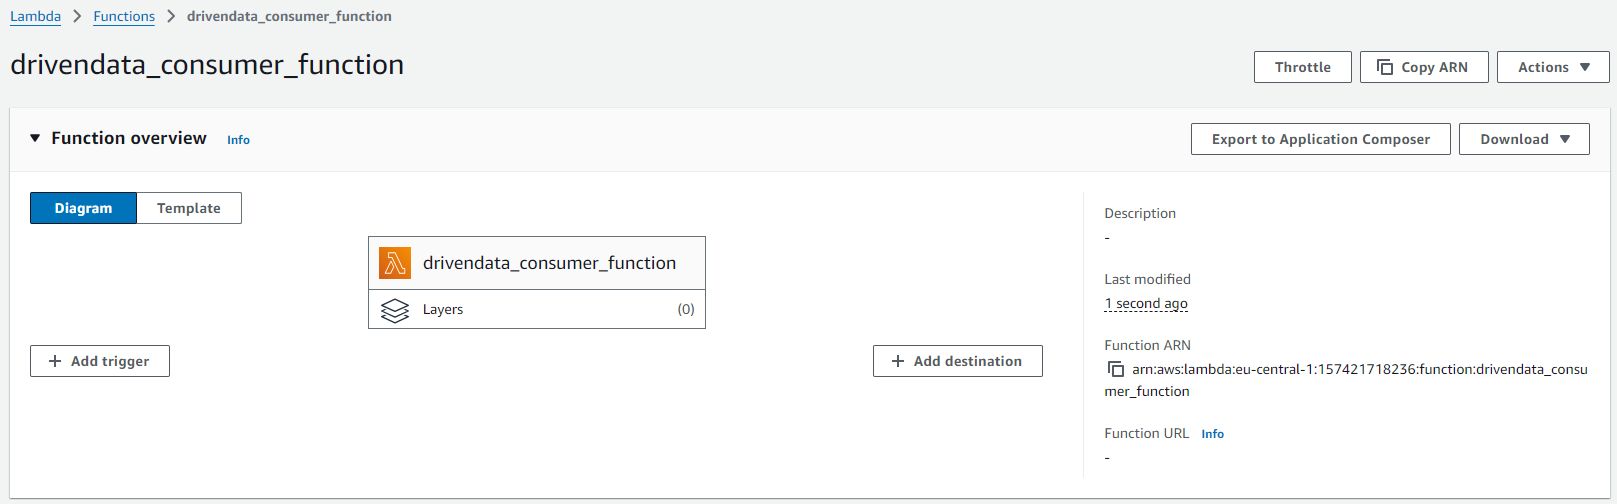 Lambda > Functions > drivendata_consumer_function
drivendata_consumer_function
Throttle Copy ARN Actions
Function overview Info
Export to Application Composer Download
Diagram Template
drivendata_consumer_function
Layers (0)
+ Add trigger
+ Add destination
Description
-
Last modified
1 second ago
Function ARN
arn:aws:lambda:eu-central-1:157421718236:function:drivendata_consu
mer_function
Function URL Info
-